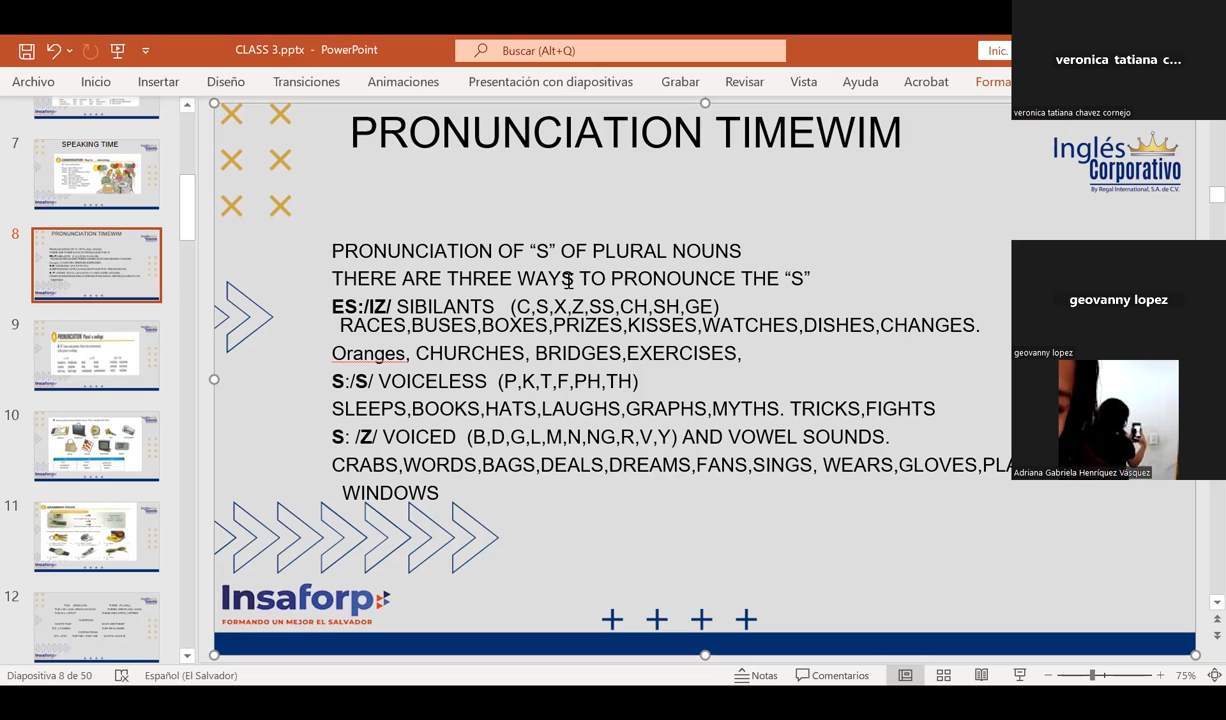 CLASS 3.pptx - PowerPoint
Buscar (Alt+Q)
Inic.
Archivo Inicio Insertar Diseño Transiciones Animaciones Presentación con diapositivas Grabar Revisar Vista Ayuda Acrobat Forma
veronica tatiana c...
veronica tatiana chavez cornejo
geovanny lopez
geovanny lopez
Adriana Gabriela Henríquez Vásquez
7
SPEAKING TIME
8
PRONUNCIATION TIMEWIM
9
PRONUNCIATION
10
11
12
Insaforp
PRONUNCIATION TIMEWIM
Inglés
Corporativo
By Regal International, S.A. de C.V.
PRONUNCIATION OF “S” OF PLURAL NOUNS
THERE ARE THREE WAYS TO PRONOUNCE THE “S”
ES:/IZ/ SIBILANTS (C,S,X,Z,SS,CH,SH,GE)
RACES,BUSES,BOXES,PRIZES,KISSES,WATCHES,DISHES,CHANGES.
Oranges, CHURCHES, BRIDGES,EXERCISES,
S:/S/ VOICELESS (P,K,T,F,PH,TH)
SLEEPS,BOOKS,HATS,LAUGHS,GRAPHS,MYTHS. TRICKS,FIGHTS
S: /Z/ VOICED (B,D,G,L,M,N,NG,R,V,Y) AND VOWEL SOUNDS.
CRABS,WORDS,BAGS,DEALS,DREAMS,FANS,SINGS, WEARS,GLOVES,PLA
WINDOWS
Insaforp
FORMANDO UN MEJOR EL SALVADOR
Diapositiva 8 de 50
Español (El Salvador)
Notas
Comentarios
75%